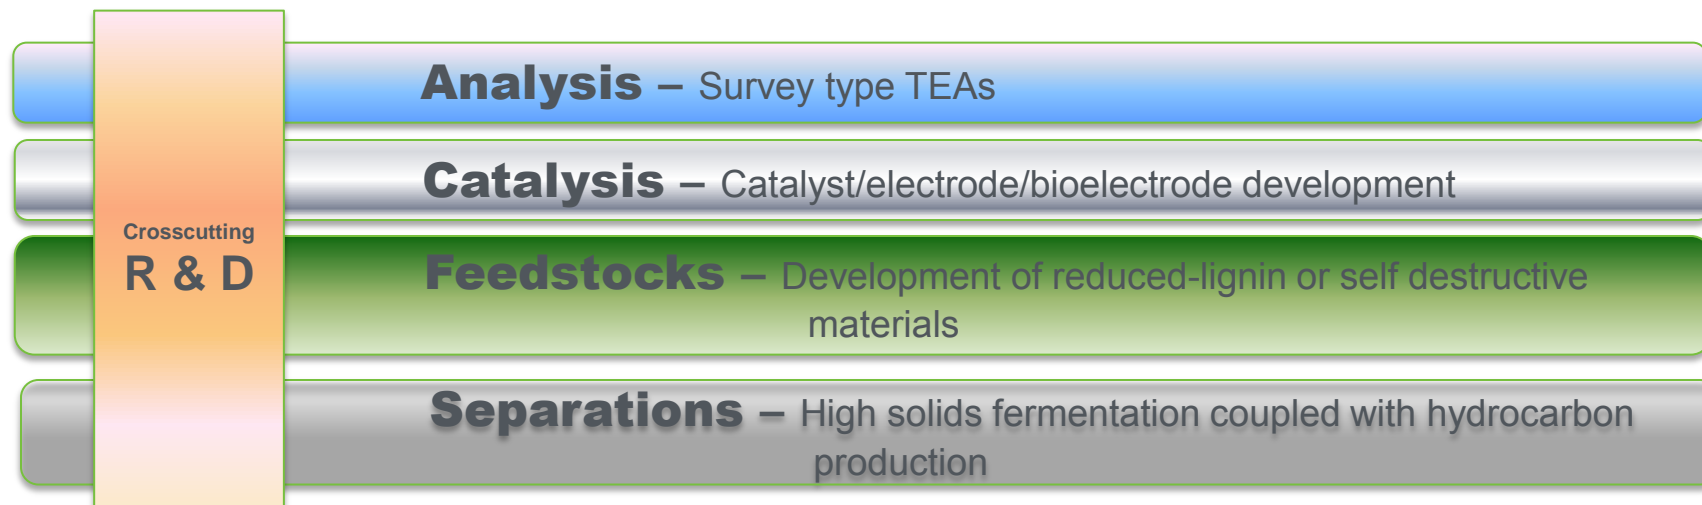 Analysis – Survey type TEAs
Catalysis – Catalyst/electrode/bioelectrode development
Crosscutting
R & D
Feedstocks – Development of reduced-lignin or self destructive
materials
Separations – High solids fermentation coupled with hydrocarbon
production